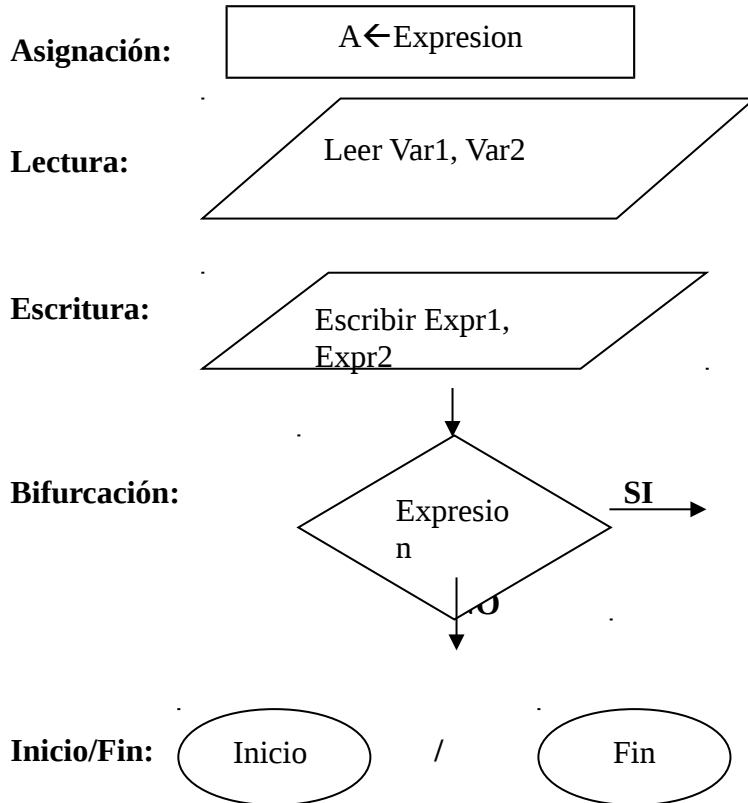 Asignación:
A←Expresion
Lectura:
Leer Var1, Var2
Escritura:
Escribir Expr1,
Expr2
Bifurcación:
Expresio
n
SI
Inicio/Fin:
Inicio
/
Fin